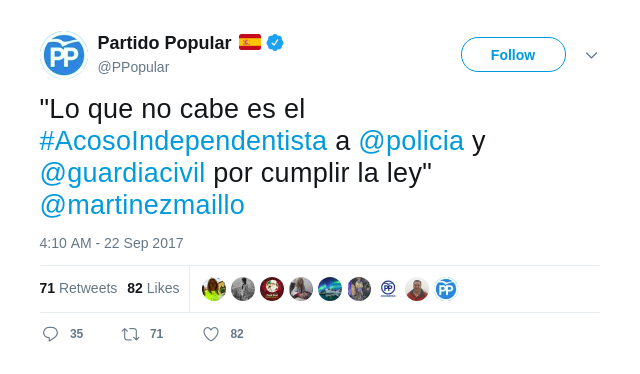 Partido Popular
@PPopular
Follow
"Lo que no cabe es el
#AcosoIndependentista a @policia y
@guardiacivil por cumplir la ley"
@martinezmaillo
4:10 AM - 22 Sep 2017
71 Retweets 82 Likes
35 71 82